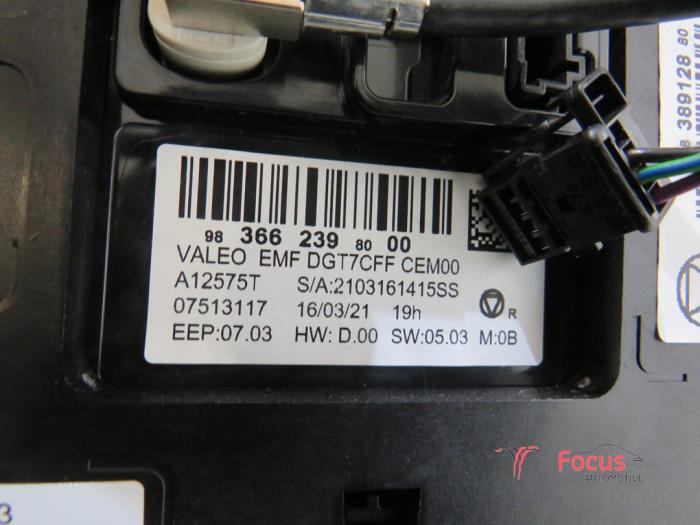 98 366 239 80 00
VALEO EMF DGT7CFF CEM00
A12575T S/A:2103161415SS
07513117 16/03/21 19h
R
EEP:07.03 HW: D.00 SW:05.03 M:0B
389128 80
3
Focus
AUTOMOTIVE